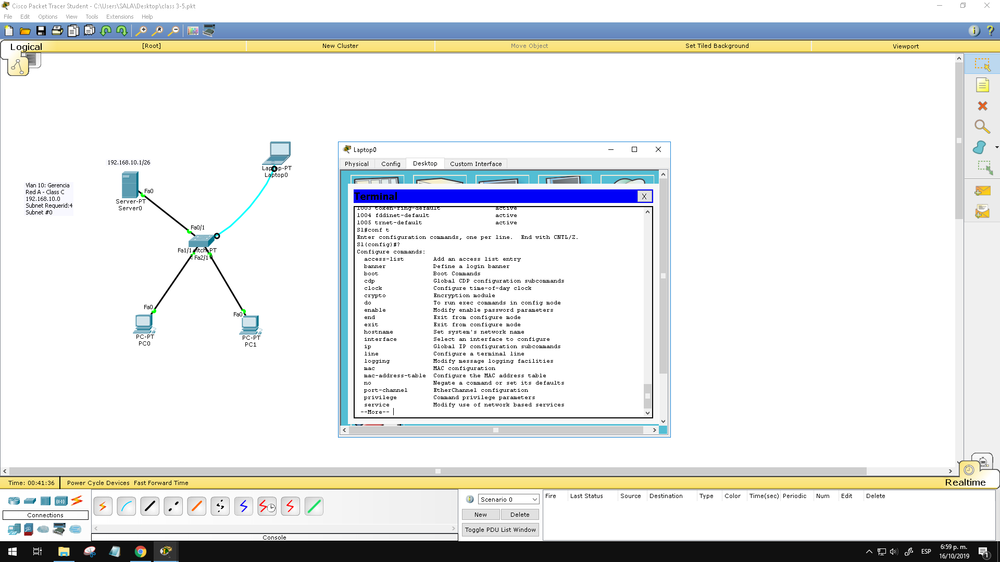 Cisco Packet Tracer Student - C:\Users\SALA\Desktop\class 3-5.pkt
File Edit Options View Tools Extensions Help
Logical [Root] New Cluster Move Object Set Tiled Background Viewport
192.168.10.1/26
Vlan 10: Gerencia
Red A - Class C
192.168.10.0
Subnet Requerid:4
Subnet #0
Fa0
Server-PT
Server0
Laptop-PT
Laptop0
Fa0/1
Fa1/1 witch-PT
Fa2/1
Fa0
PC-PT
PC0
Fa0
PC-PT
PC1
Laptop0
Physical Config Desktop Custom Interface
Terminal X
1003 token-ring-default active
1004 fddinet-default active
1005 trnet-default active
S1#conf t
Enter configuration commands, one per line. End with CNTL/Z.
S1(config)#?
Configure commands:
access-list Add an access list entry
banner Define a login banner
boot Boot Commands
cdp Global CDP configuration subcommands
clock Configure time-of-day clock
crypto Encryption module
do To run exec commands in config mode
enable Modify enable password parameters
end Exit from configure mode
exit Exit from configure mode
hostname Set system's network name
interface Select an interface to configure
ip Global IP configuration subcommands
line Configure a terminal line
logging Modify message logging facilities
mac MAC configuration
mac-address-table Configure the MAC address table
no Negate a command or set its defaults
port-channel EtherChannel configuration
privilege Command privilege parameters
service Modify use of network based services
--More--
Realtime
Time: 00:41:36 Power Cycle Devices Fast Forward Time
Connections
Console
Scenario 0
New Delete
Toggle PDU List Window
Fire Last Status Source Destination Type Color Time(sec) Periodic Num Edit Delete
ESP
6:59 p. m.
16/10/2019
1